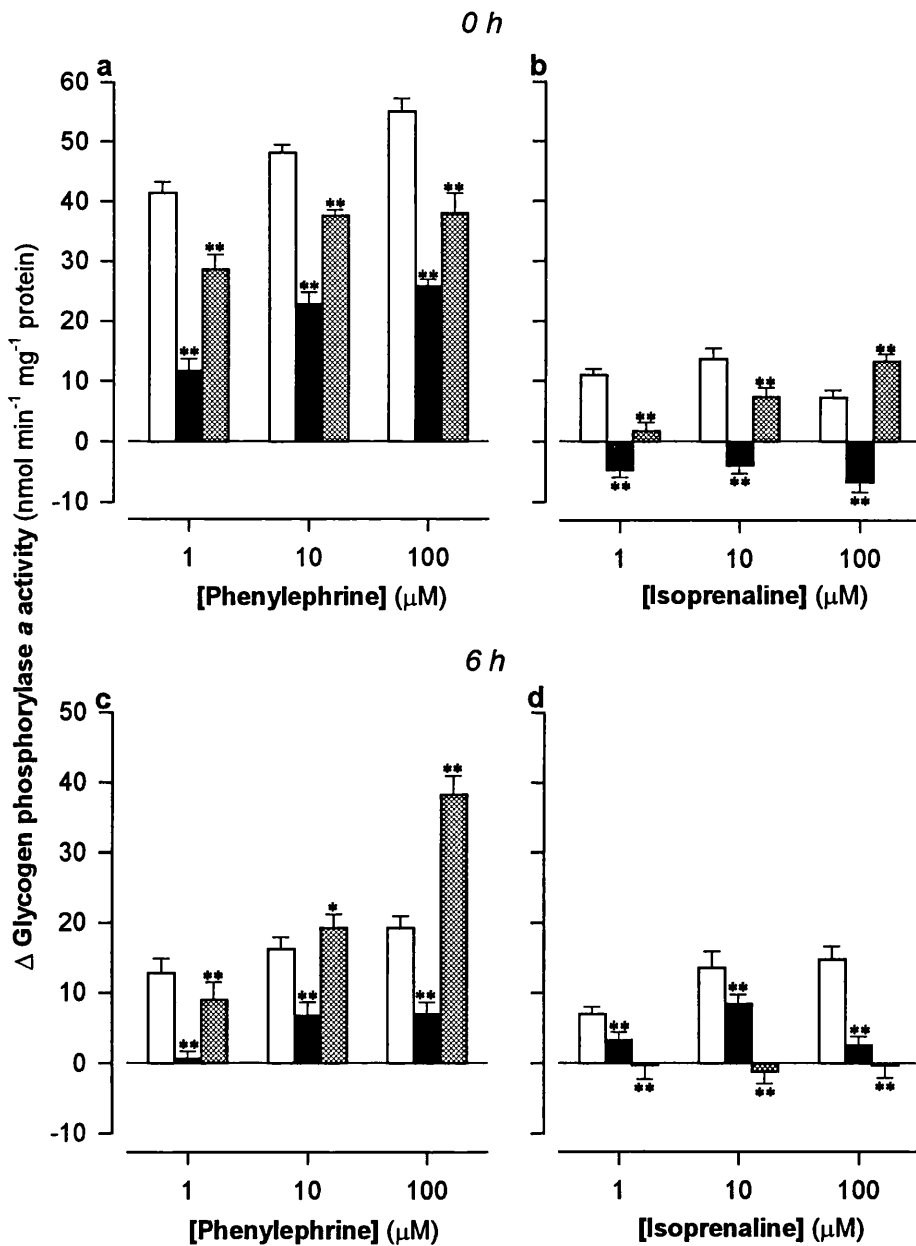 0 h
a
b
Δ Glycogen phosphorylase a activity (nmol min⁻¹ mg⁻¹ protein)
60
50
40
30
20
10
0
-10
** ** ** ** ** **
** ** ** ** ** **
1 10 100
[Phenylephrine] (μM)
1 10 100
[Isoprenaline] (μM)
6 h
c
d
50
40
30
20
10
0
-10
** ** ** * ** **
** ** ** ** ** **
1 10 100
[Phenylephrine] (μM)
1 10 100
[Isoprenaline] (μM)